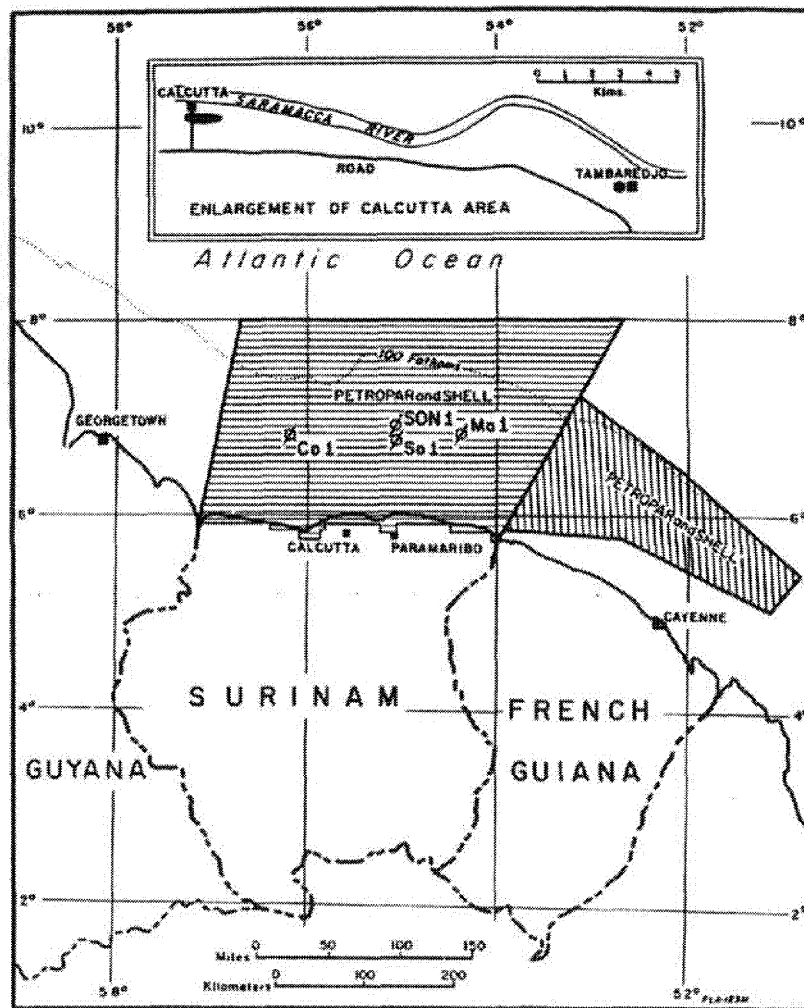 58° 56° 54° 52°
0 1 2 3 4 5
Klms.
CALCUTTA
SARAMACCA RIVER
ROAD
TAMBAREDJO
ENLARGEMENT OF CALCUTTA AREA
10° 10°
Atlantic Ocean
8° 8°
100 Fathoms
PETROPAR and SHELL
GEORGETOWN
SON 1
Co 1
So 1
Ma 1
PETROPAR and SHELL
6° 6°
CALCUTTA
PARAMARIBO
CAYENNE
SURINAM
FRENCH
GUIANA
4° 4°
GUYANA
2° 2°
0 50 100 150
Miles
Kilometers
0 100 200
58° 52°